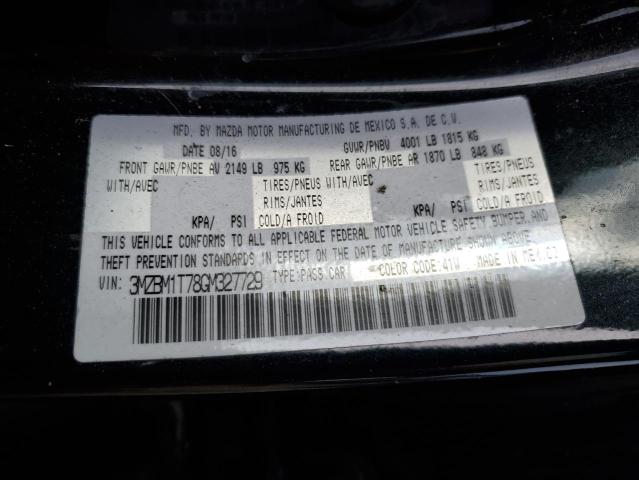 MFD. BY MAZDA MOTOR MANUFACTURING DE MEXICO S.A. DE C.V.
DATE 08/16 GVWR/PNBV 4001 LB 1815 KG
FRONT GAWR/PNBE AV 2149 LB 975 KG REAR GAWR/PNBE AR 1870 LB 848 KG
WITH/AVEC TIRES/PNEUS WITH/AVEC TIRES/PNEUS
RIMS/JANTES RIMS/JANTES
KPA/ PSI COLD/A FROID KPA/ PSI COLD/A FROID
THIS VEHICLE CONFORMS TO ALL APPLICABLE FEDERAL MOTOR VEHICLE SAFETY BUMPER, AND
THEFT PREVENTION STANDARDS IN EFFECT ON THE DATE OF MANUFACTURE SHOWN ABOVE.
VIN: 3MZBM1T78GM327729 TYPE:PASS.CAR COLOR CODE: 41W MADE IN MEXICO